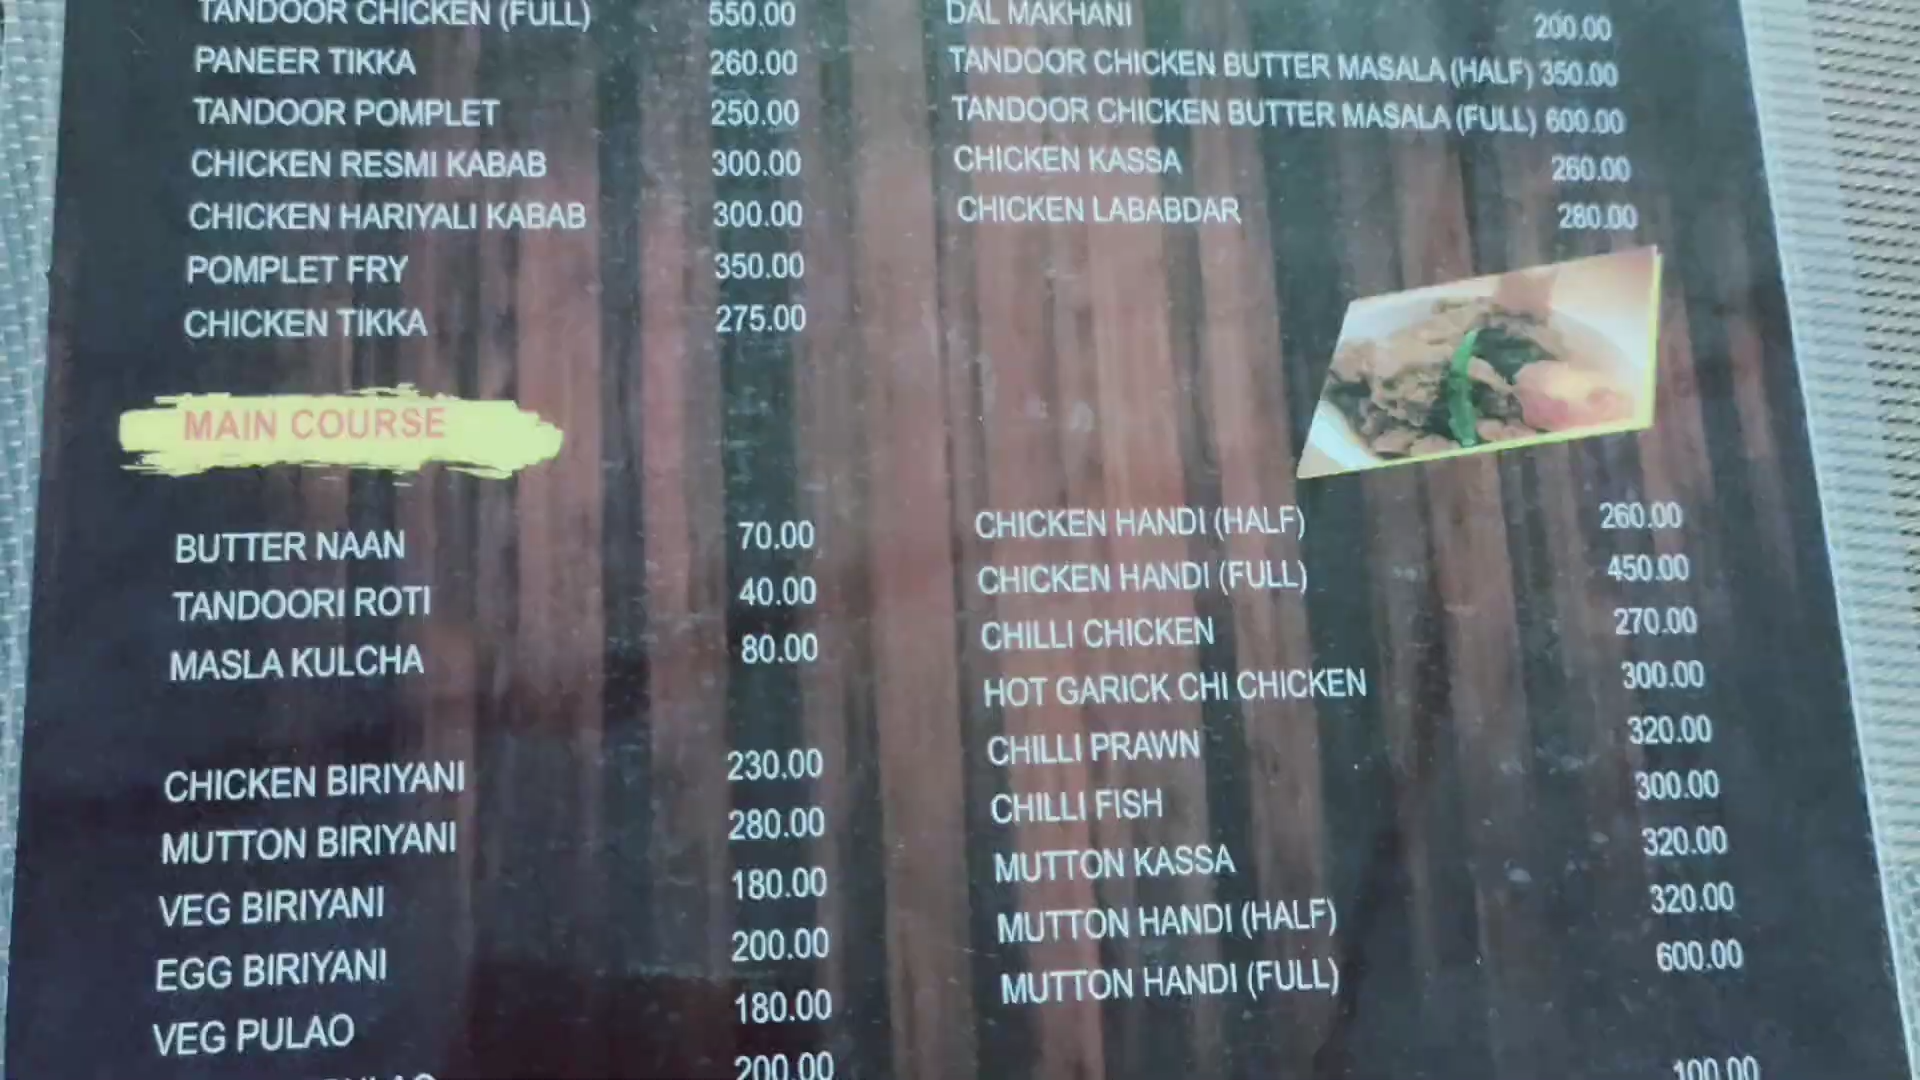 TANDOOR CHICKEN (FULL) 550.00
PANEER TIKKA 260.00
TANDOOR POMPLET 250.00
CHICKEN RESMI KABAB 300.00
CHICKEN HARIYALI KABAB 300.00
POMPLET FRY 350.00
CHICKEN TIKKA 275.00
DAL MAKHANI 200.00
TANDOOR CHICKEN BUTTER MASALA (HALF) 350.00
TANDOOR CHICKEN BUTTER MASALA (FULL) 600.00
CHICKEN KASSA 260.00
CHICKEN LABABDAR 280.00
MAIN COURSE
BUTTER NAAN 70.00
TANDOORI ROTI 40.00
MASLA KULCHA 80.00
CHICKEN BIRIYANI 230.00
MUTTON BIRIYANI 280.00
VEG BIRIYANI 180.00
EGG BIRIYANI 200.00
VEG PULAO 180.00
200.00
CHICKEN HANDI (HALF) 260.00
CHICKEN HANDI (FULL) 450.00
CHILLI CHICKEN 270.00
HOT GARICK CHI CHICKEN 300.00
CHILLI PRAWN 320.00
CHILLI FISH 300.00
MUTTON KASSA 320.00
MUTTON HANDI (HALF) 320.00
MUTTON HANDI (FULL) 600.00
100.00